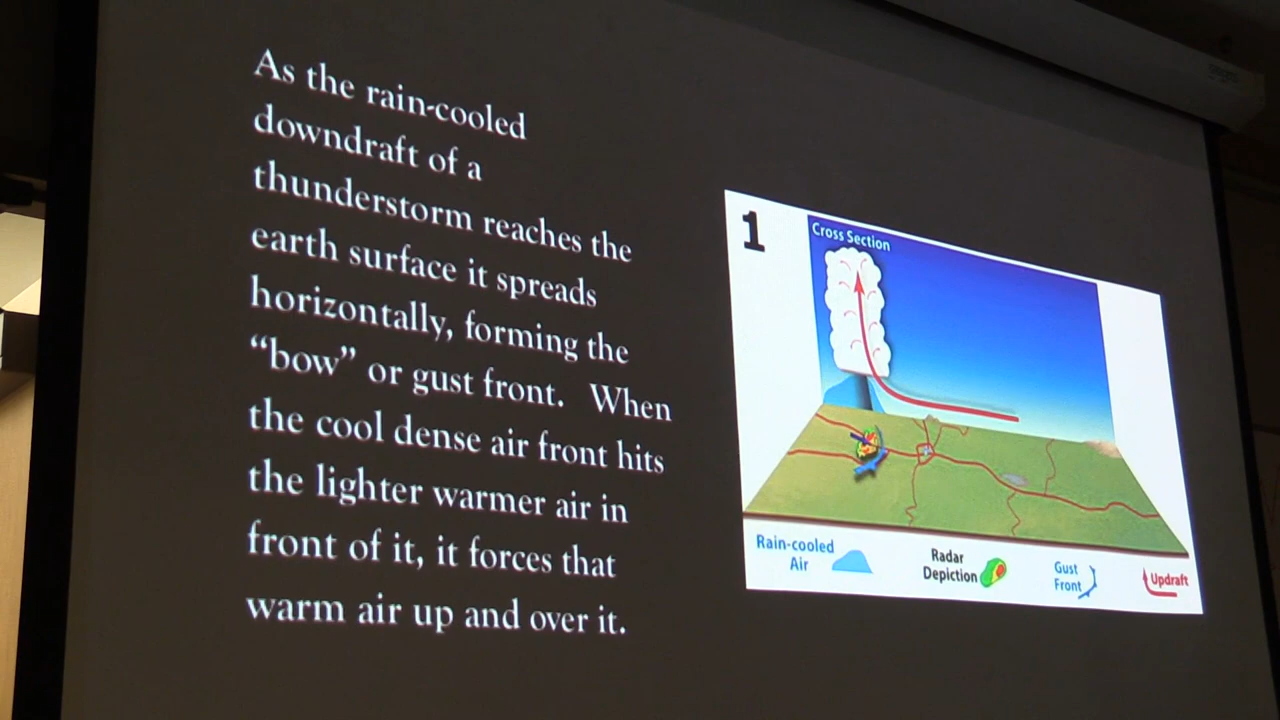 As the rain-cooled
downdraft of a
thunderstorm reaches the
earth surface it spreads
horizontally, forming the
“bow” or gust front. When
the cool dense air front hits
the lighter warmer air in
front of it, it forces that
warm air up and over it.
1
Cross Section
Rain-cooled
Air
Radar
Depiction
Gust
Front
Updraft